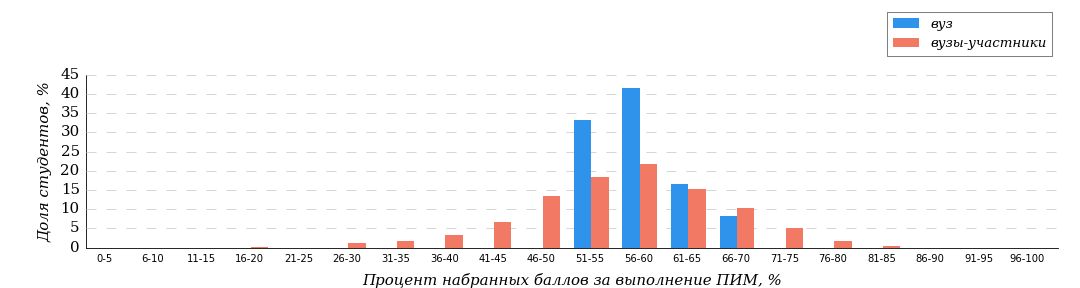 вуз
вузы-участники
Доля студентов, %
45
40
35
30
25
20
15
10
5
0
0-5 6-10 11-15 16-20 21-25 26-30 31-35 36-40 41-45 46-50 51-55 56-60 61-65 66-70 71-75 76-80 81-85 86-90 91-95 96-100
Процент набранных баллов за выполнение ПИМ, %